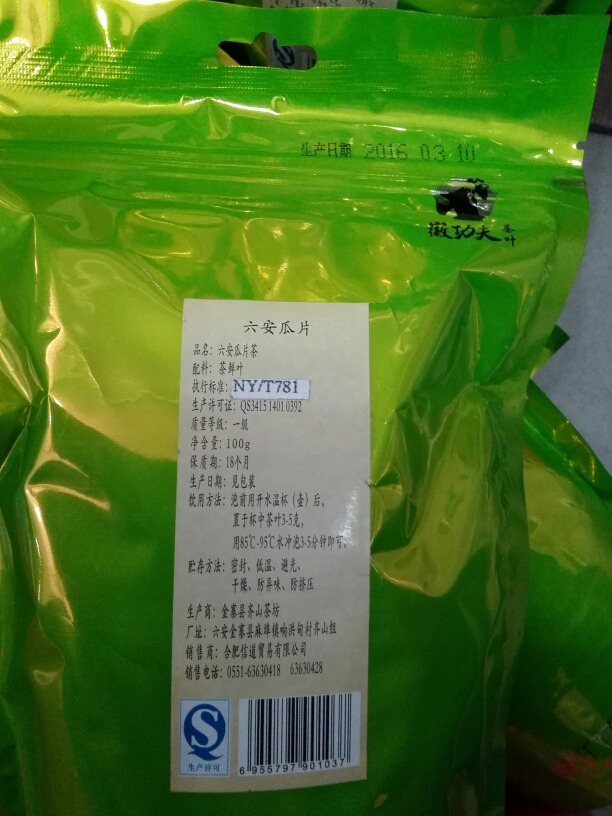 生产日期 2016 03 10
徽功夫茶叶
六安瓜片
品名：六安瓜片茶
配料：茶鲜叶
执行标准：NY/T781
生产许可证：QS3415 1401 0392
质量等级：一级
净含量：100g
保质期：18个月
生产日期：见包装
饮用方法：泡前用开水温杯（壶）后，
置于杯中茶叶3-5克，
用85℃-95℃水冲泡3-5分钟即可。
贮存方法：密封、低温、避光、
干燥、防异味、防挤压
生产商：金寨县齐山茶坊
厂址：六安金寨县麻埠镇响洪甸村齐山组
销售商：合肥信道贸易有限公司
销售电话：0551-63630418 63630428
生产许可
6 955797 901037